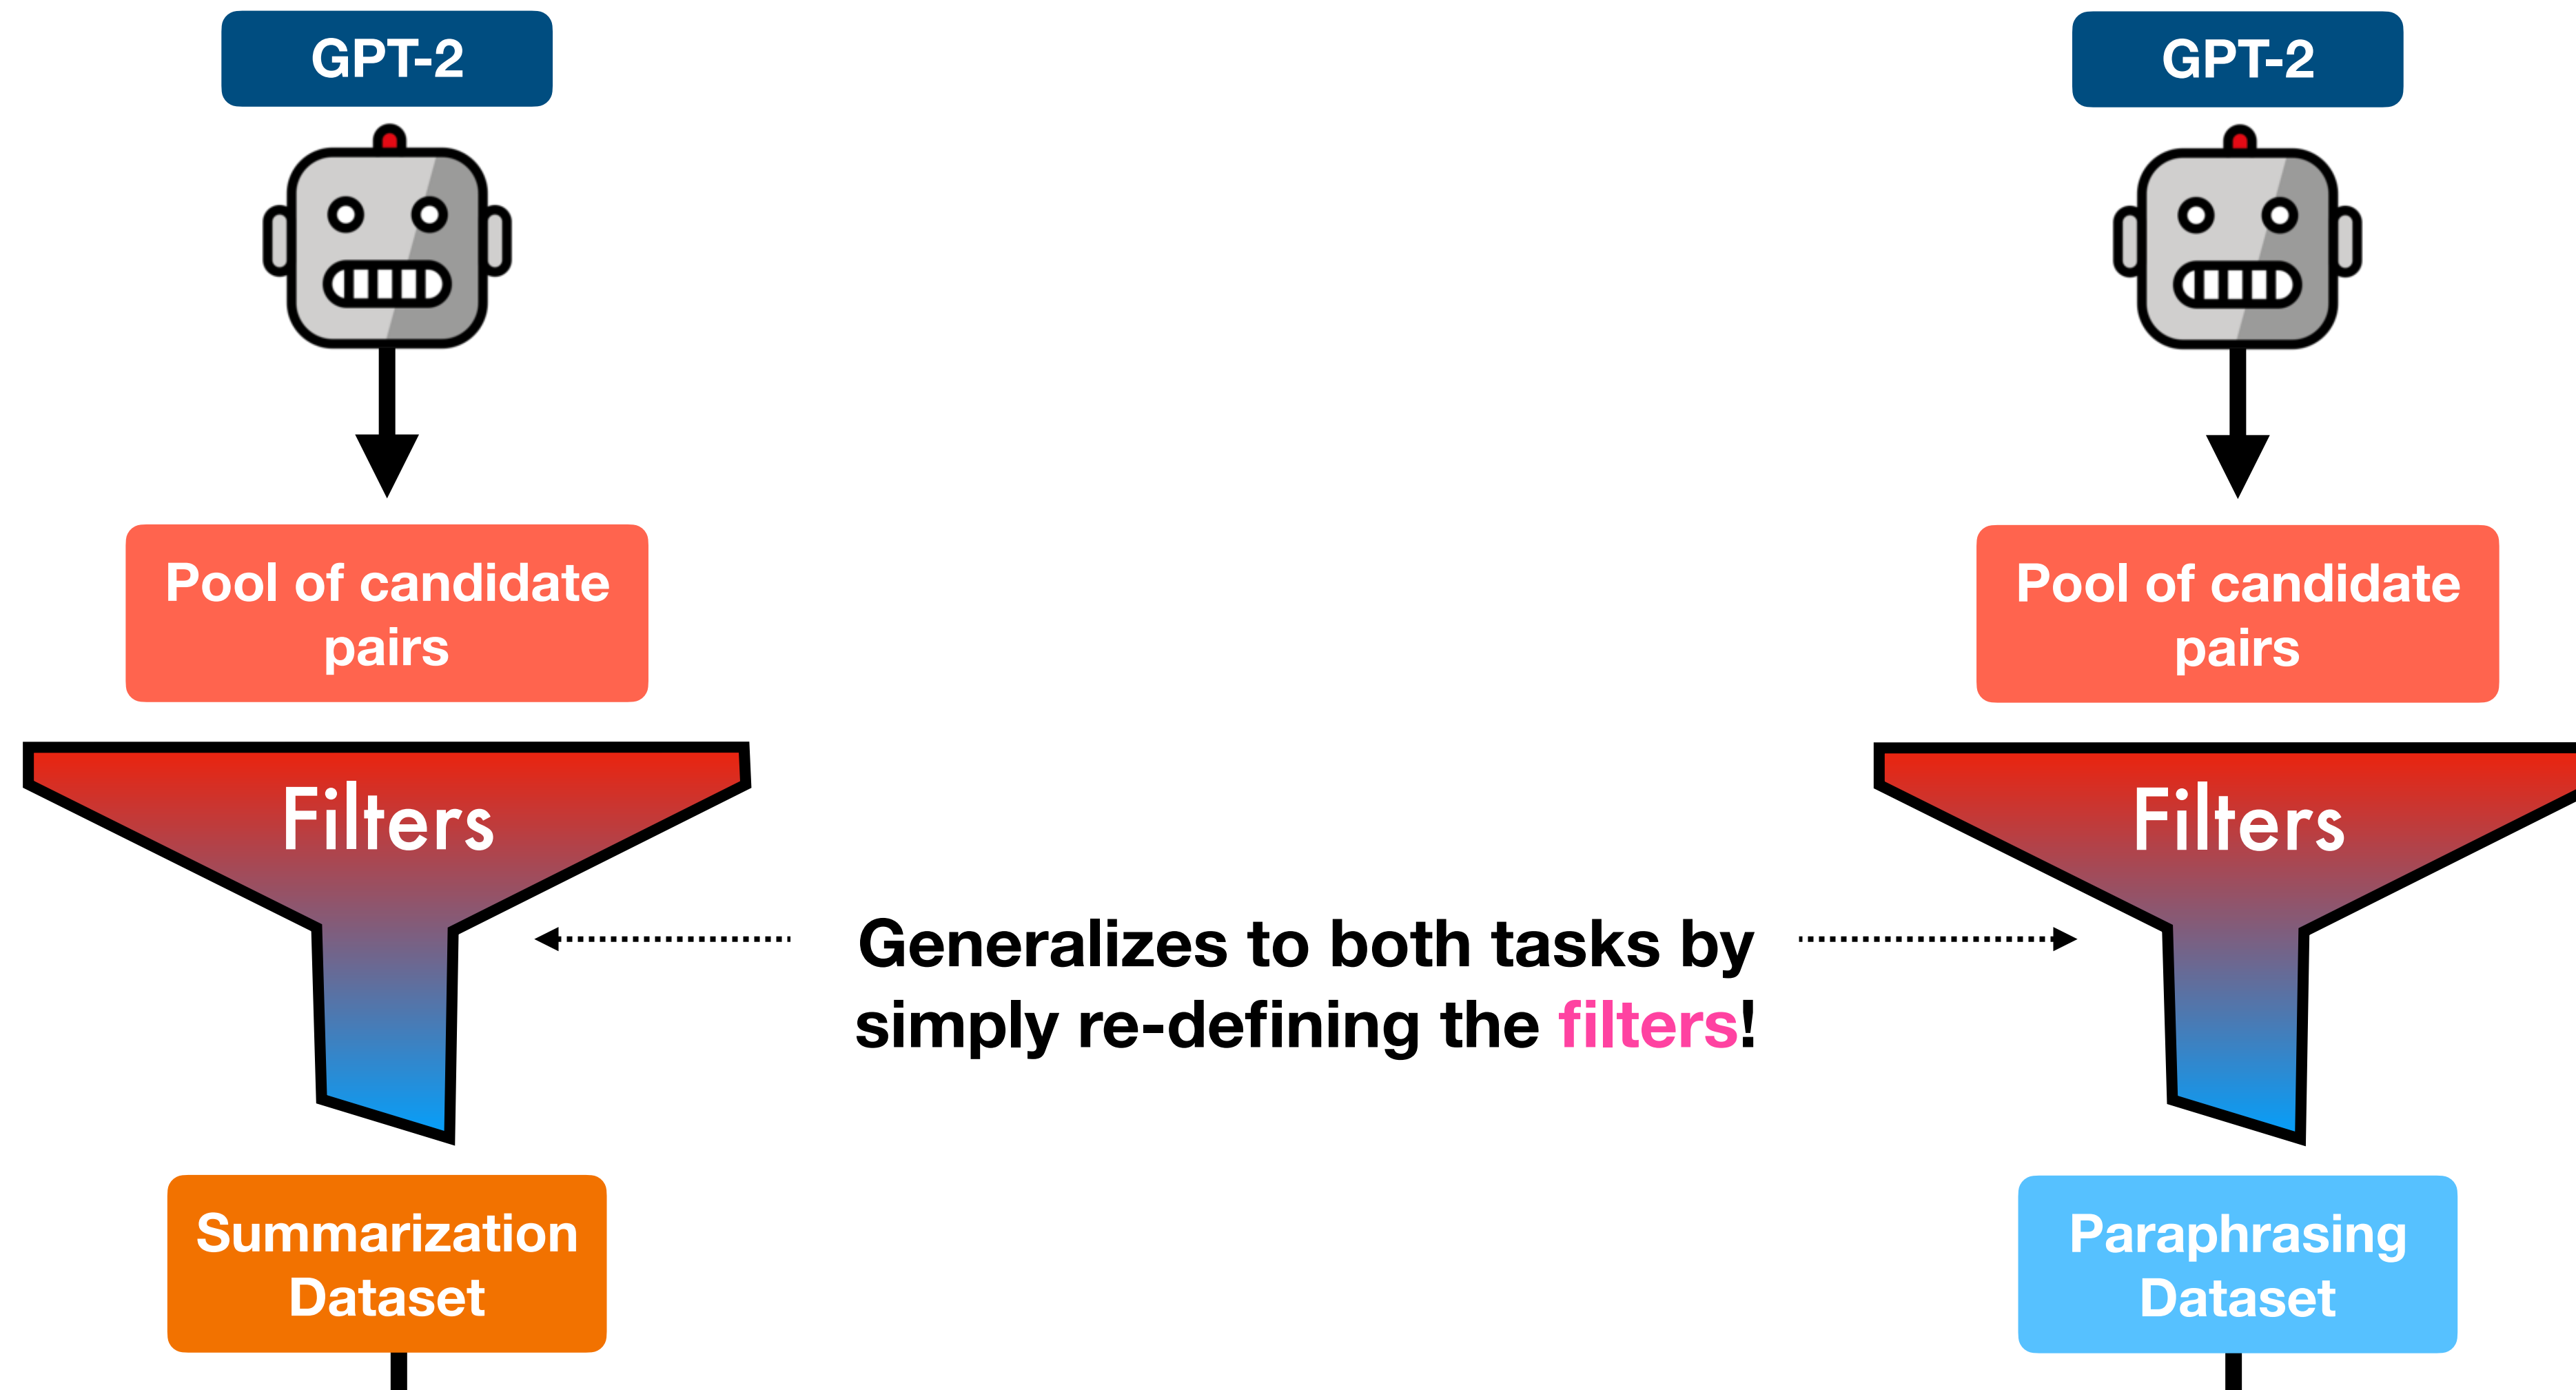 GPT-2
Pool of candidate
pairs
Filters
Summarization
Dataset
Generalizes to both tasks by
simply re-defining the filters!
GPT-2
Pool of candidate
pairs
Filters
Paraphrasing
Dataset